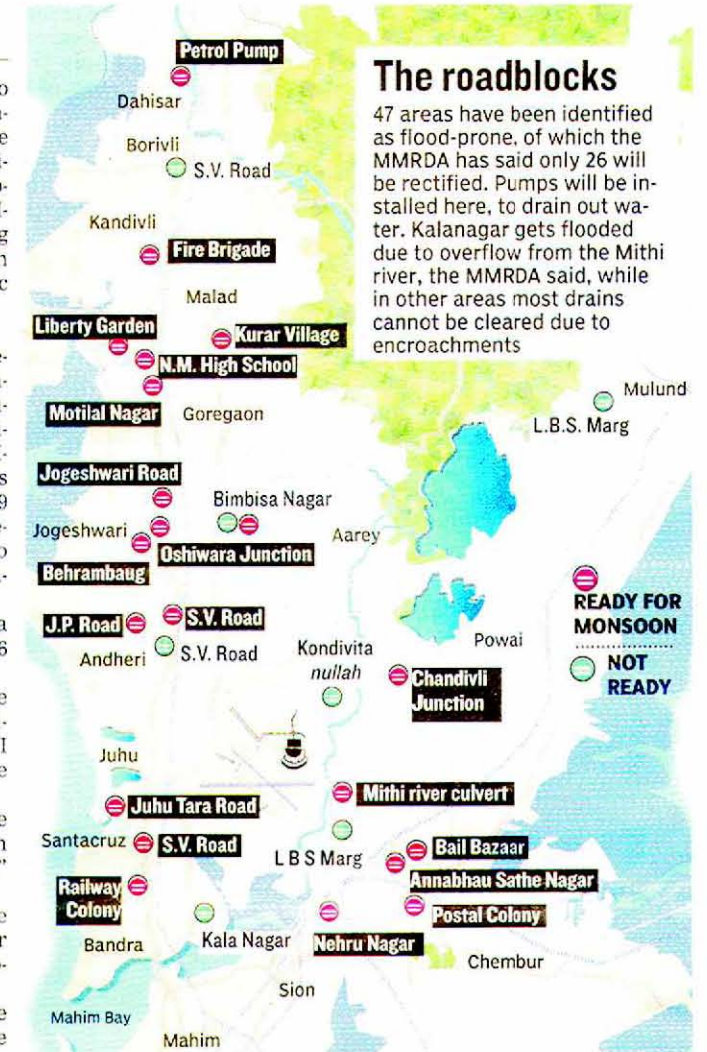 Petrol Pump
Dahisar
Borivli
S.V. Road
Kandivli
Fire Brigade
Malad
Liberty Garden
Kurar Village
N.M. High School
Motilal Nagar
Goregaon
The roadblocks
47 areas have been identified
as flood-prone, of which the
MMRDA has said only 26 will
be rectified. Pumps will be in-
stalled here, to drain out wa-
ter. Kalanagar gets flooded
due to overflow from the Mithi
river, the MMRDA said, while
in other areas most drains
cannot be cleared due to
encroachments
Mulund
L.B.S. Marg
Jogeshwari Road
Bimbisa Nagar
Jogeshwari
Aarey
Oshiwara Junction
Behrambaug
READY FOR
MONSOON
NOT
READY
J.P. Road
S.V. Road
Andheri
S.V. Road
Kondivita
nullah
Powai
Chandivli
Junction
Juhu
Juhu Tara Road
Mithi river culvert
Santacruz
S.V. Road
L B S Marg
Bail Bazaar
Annabhau Sathe Nagar
Railway
Colony
Postal Colony
Bandra
Kala Nagar
Nehru Nagar
Chembur
Sion
Mahim Bay
Mahim